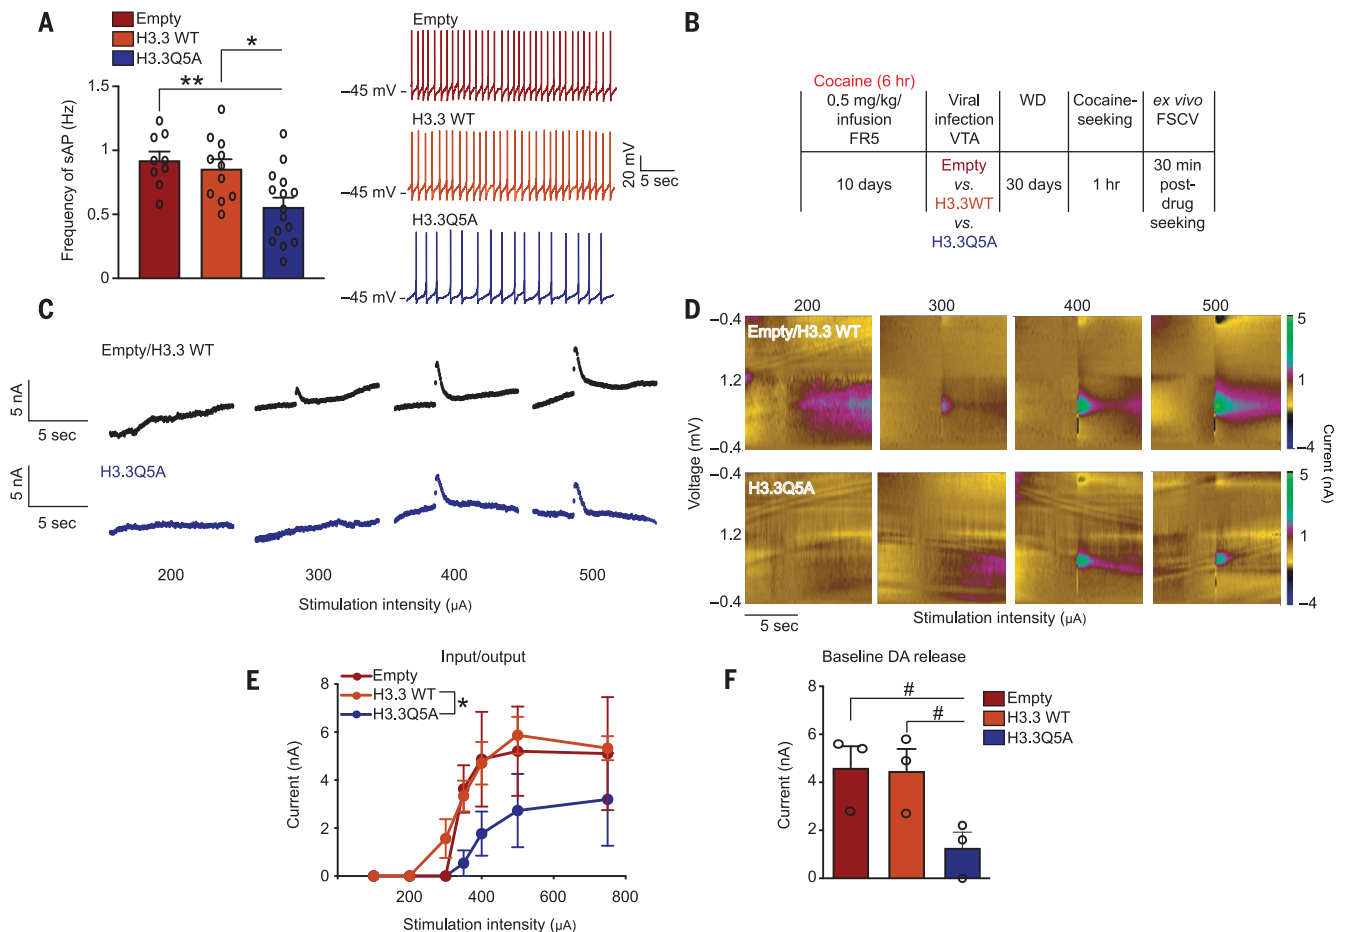 A
Empty
H3.3 WT
H3.3Q5A
*
**
Frequency of sAP (Hz)
1.5
1
0.5
0
Empty
–45 mV
H3.3 WT
–45 mV
20 mV
5 sec
H3.3Q5A
–45 mV
B
Cocaine (6 hr)
0.5 mg/kg/
infusion
FR5
Viral
infection
VTA
WD
Cocaine-
seeking
ex vivo
FSCV
10 days
Empty
vs.
H3.3WT
vs.
H3.3Q5A
30 days
1 hr
30 min
post-
drug
seeking
C
Empty/H3.3 WT
5 nA
5 sec
H3.3Q5A
5 nA
5 sec
200 300 400 500
Stimulation intensity (µA)
D
200 300 400 500
Empty/H3.3 WT
–0.4
1.2
–0.4
5
1
–4
H3.3Q5A
–0.4
1.2
–0.4
5
1
–4
Voltage (mV)
Current (nA)
5 sec
Stimulation intensity (µA)
E
Input/output
Empty
H3.3 WT
H3.3Q5A
*
Current (nA)
8
6
4
2
0
200 400 600 800
Stimulation intensity (µA)
F
Baseline DA release
#
#
Empty
H3.3 WT
H3.3Q5A
Current (nA)
8
6
4
2
0